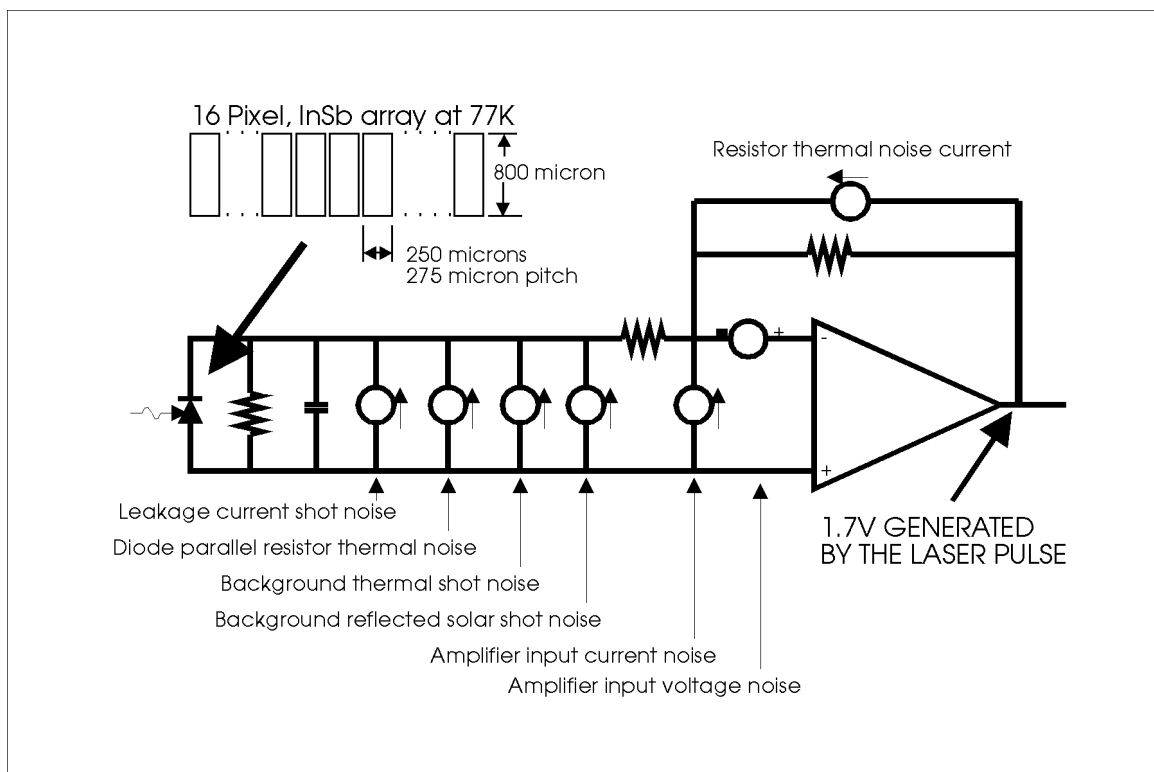 16 Pixel, InSb array at 77K
800 micron
250 microns
275 micron pitch
Resistor thermal noise current
+
-
+
Leakage current shot noise
Diode parallel resistor thermal noise
Background thermal shot noise
Background reflected solar shot noise
Amplifier input current noise
Amplifier input voltage noise
1.7V GENERATED
BY THE LASER PULSE